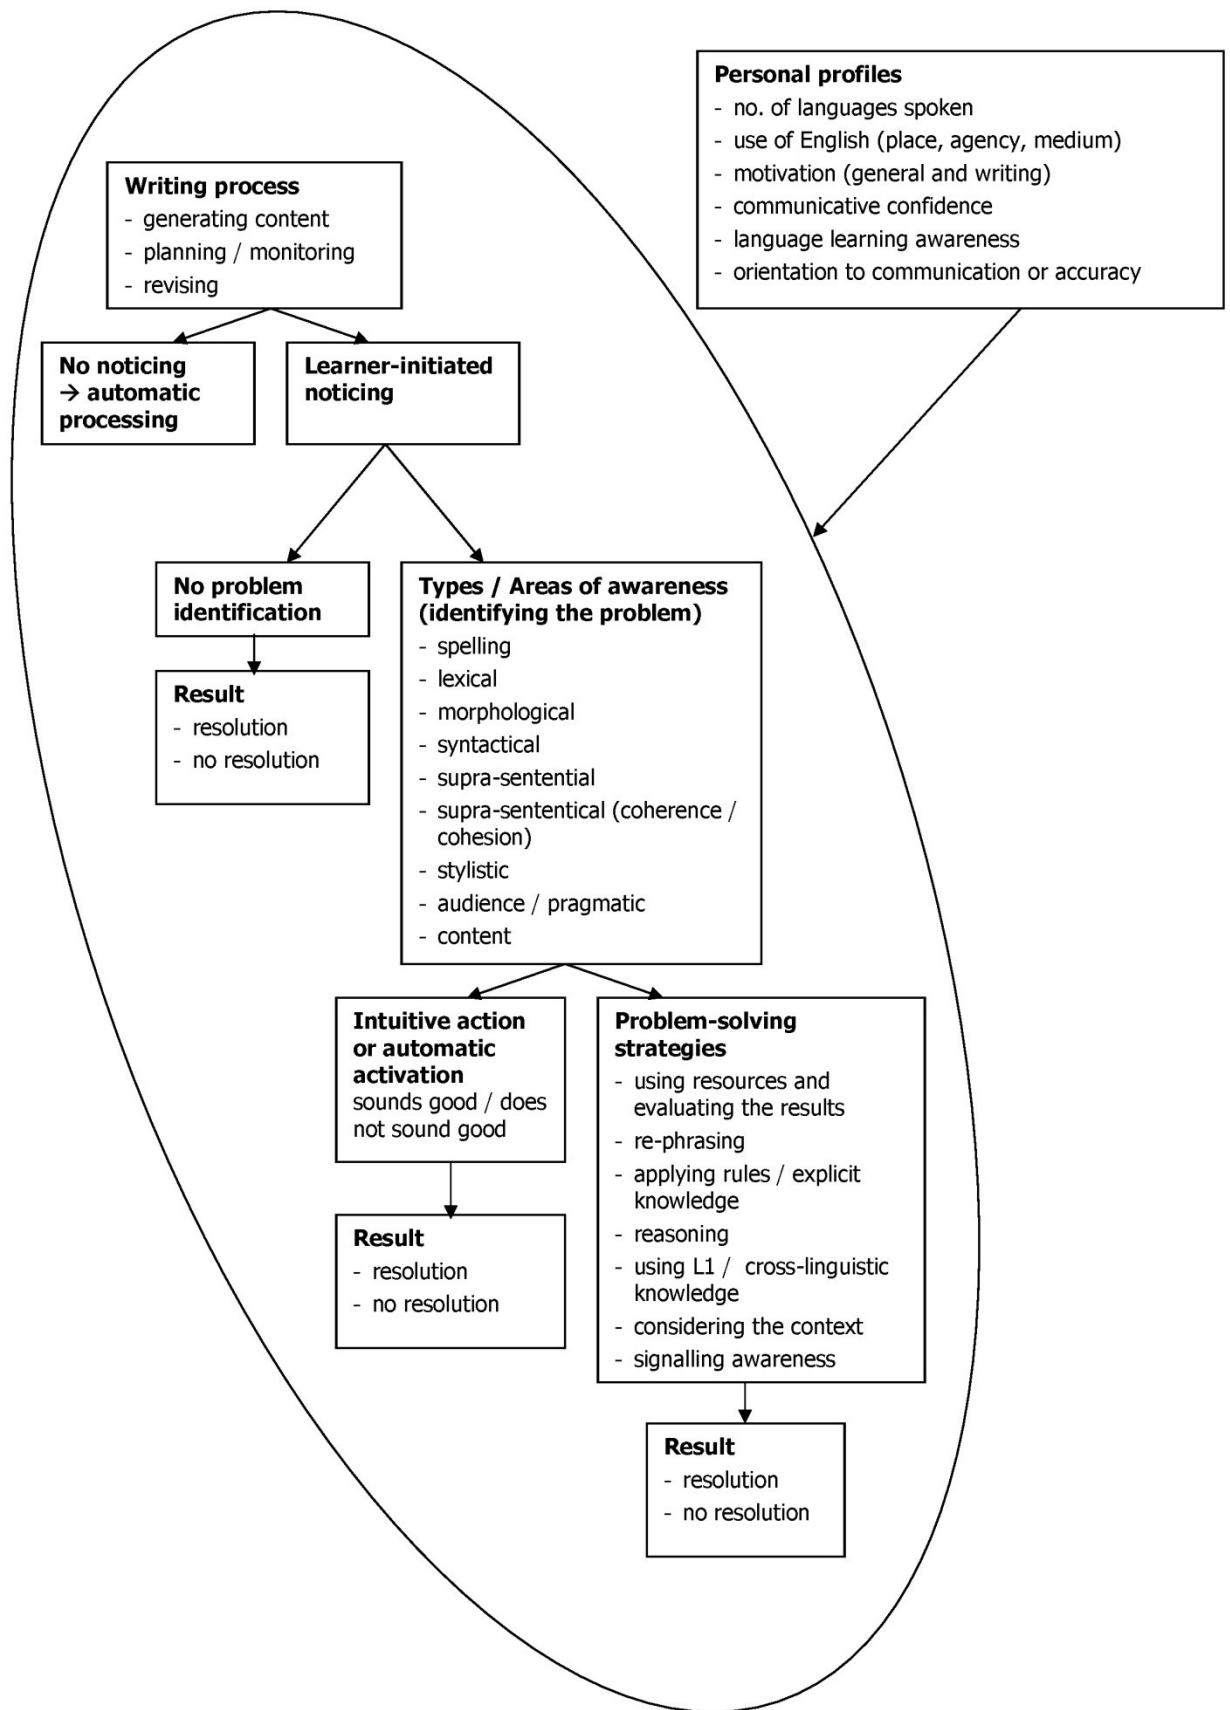 Personal profiles
- no. of languages spoken
- use of English (place, agency, medium)
- motivation (general and writing)
- communicative confidence
- language learning awareness
- orientation to communication or accuracy
Writing process
- generating content
- planning / monitoring
- revising
No noticing
→ automatic
processing
Learner-initiated
noticing
No problem
identification
Result
- resolution
- no resolution
Types / Areas of awareness
(identifying the problem)
- spelling
- lexical
- morphological
- syntactical
- supra-sentential
- supra-sententical (coherence /
cohesion)
- stylistic
- audience / pragmatic
- content
Intuitive action
or automatic
activation
sounds good / does
not sound good
Result
- resolution
- no resolution
Problem-solving
strategies
- using resources and
evaluating the results
- re-phrasing
- applying rules / explicit
knowledge
- reasoning
- using L1 / cross-linguistic
knowledge
- considering the context
- signalling awareness
Result
- resolution
- no resolution